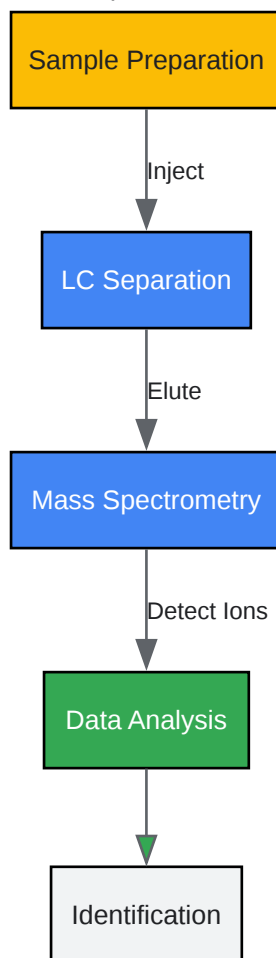 Sample Preparation
Inject
LC Separation
Elute
Mass Spectrometry
Detect Ions
Data Analysis
Identification